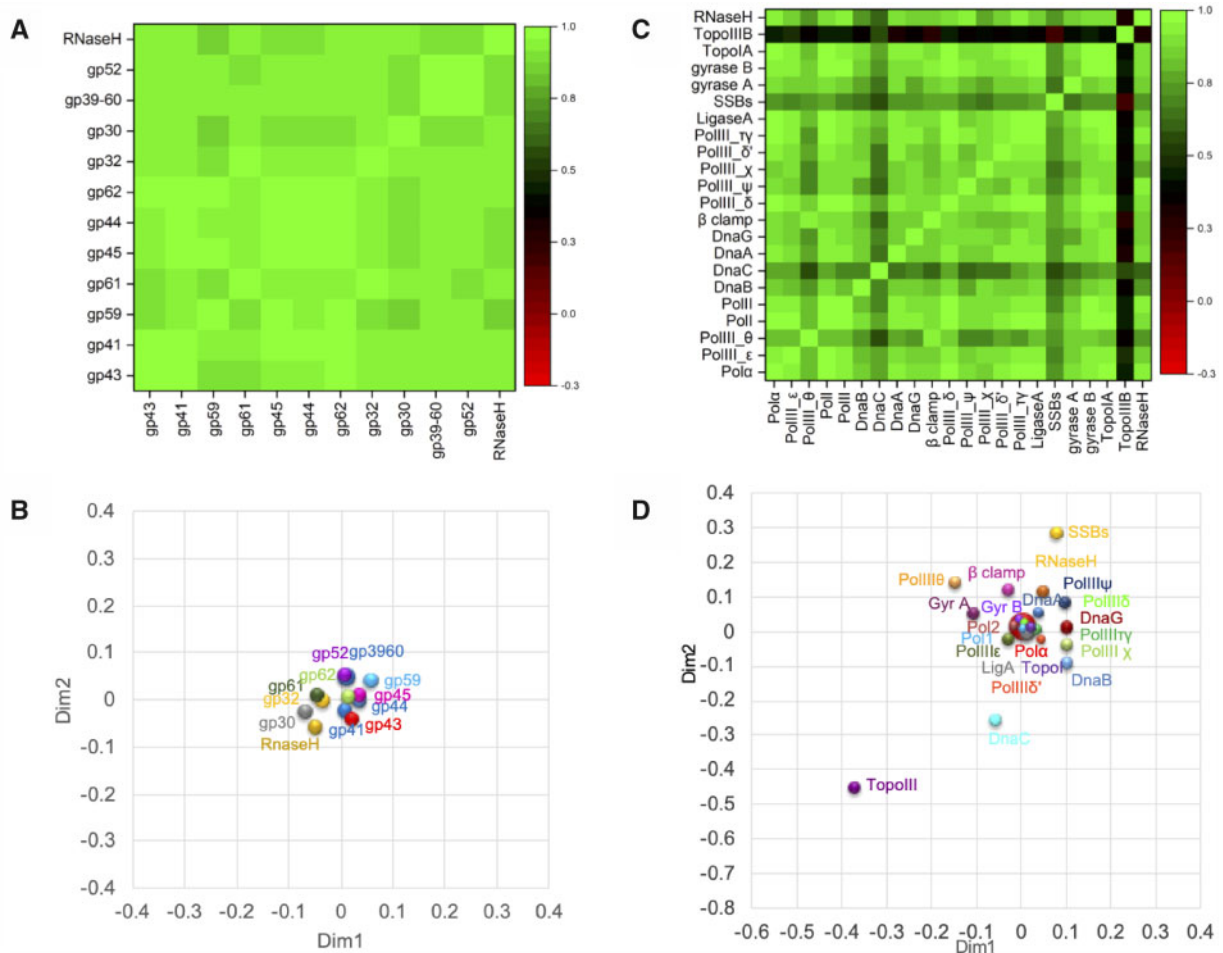 A
RNaseH
gp52
gp39-60
gp30
gp32
gp62
gp44
gp45
gp61
gp59
gp41
gp43
gp43
gp41
gp59
gp61
gp45
gp44
gp62
gp32
gp30
gp39-60
gp52
RNaseH
1.0
0.8
0.5
0.3
0.0
-0.3
C
RNaseH
TopoIIIB
TopoIA
gyrase B
gyrase A
SSBs
LigaseA
PolIII_τγ
PolIII_δ'
PolIII_χ
PolIII_ψ
PolIII_δ
β clamp
DnaG
DnaA
DnaC
DnaB
PolII
PolI
PolIII_θ
PolIII_ε
Polα
Polα
PolIII_ε
PolIII_θ
PolI
PolII
DnaB
DnaC
DnaA
DnaG
β clamp
PolIII_δ
PolIII_ψ
PolIII_χ
PolIII_δ'
PolIII_τγ
LigaseA
SSBs
gyrase A
gyrase B
TopoIA
TopoIIIB
RNaseH
1.0
0.8
0.5
0.3
0.0
-0.3
B
0.4
0.3
0.2
0.1
0
-0.1
-0.2
-0.3
-0.4
Dim2
gp52
gp3960
gp62
gp59
gp61
gp32
gp45
gp30
gp44
gp41
gp43
RnaseH
-0.4
-0.3
-0.2
-0.1
0
0.1
0.2
0.3
0.4
Dim1
D
0.4
0.3
0.2
0.1
0
-0.1
-0.2
-0.3
-0.4
-0.5
-0.6
-0.7
-0.8
Dim2
SSBs
RNaseH
β clamp
PolIIIθ
PolIIIψ
Gyr A
Gyr B
DnaA
PolIIIδ
DnaG
Pol2
Pol1
PolIIIτγ
PolIIIε
Polα
PolIII χ
LigA
TopoI
DnaB
PolIIIδ'
DnaC
TopoIII
-0.6
-0.5
-0.4
-0.3
-0.2
-0.1
0
0.1
0.2
0.3
0.4
Dim1